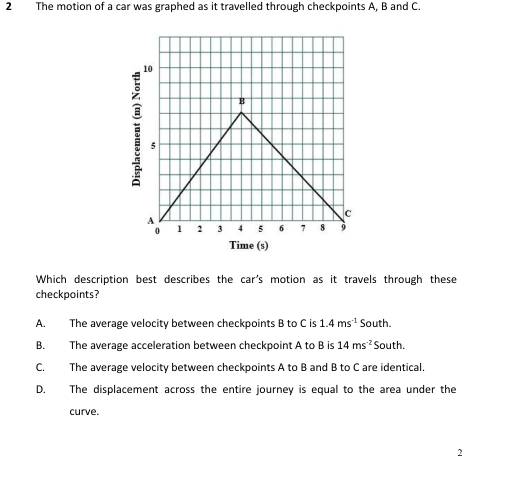 2 The motion of a car was graphed as it travelled through checkpoints A, B and C.
Displacement (m) North
10
B
5
A
C
0 1 2 3 4 5 6 7 8 9
Time (s)
Which description best describes the car's motion as it travels through these
checkpoints?
A. The average velocity between checkpoints B to C is 1.4 ms⁻¹ South.
B. The average acceleration between checkpoint A to B is 14 ms⁻² South.
C. The average velocity between checkpoints A to B and B to C are identical.
D. The displacement across the entire journey is equal to the area under the
curve.
2